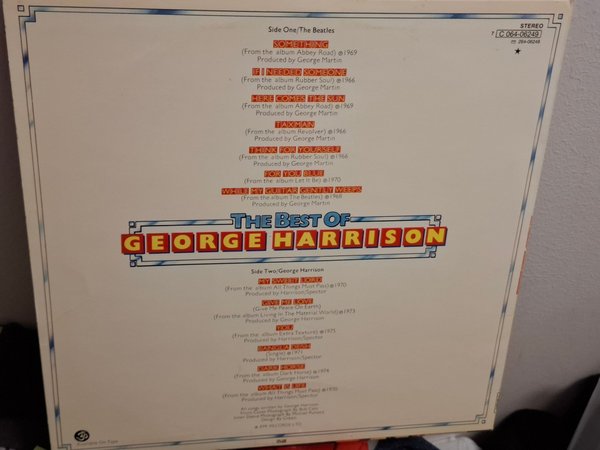 STEREO
C 064-06249
264-06249
Side One/The Beatles
SOMETHING
(From the album Abbey Road) ℗1969
Produced by George Martin
IF I NEEDED SOMEONE
(From the album Rubber Soul) ℗1966
Produced by George Martin
HERE COMES THE SUN
(From the album Abbey Road) ℗1969
Produced by George Martin
TAXMAN
(From the album Revolver) ℗1966
Produced by George Martin
THINK FOR YOURSELF
(From the album Rubber Soul) ℗1966
Produced by George Martin
FOR YOU BLUE
(From the album Let It Be) ℗1970
WHILE MY GUITAR GENTLY WEEPS
(From the album The Beatles) ℗1968
Produced by George Martin
THE BEST OF
GEORGE HARRISON
Side Two/George Harrison
MY SWEET LORD
(From the album All Things Must Pass) ℗1970
Produced by Harrison/Spector
GIVE ME LOVE
(Give Me Peace On Earth)
(From the album Living In The Material World) ℗1973
Produced by George Harrison
YOU
(From the album Extra Texture) ℗1975
Produced by Harrison/Spector
BANGLA DESH
(Single) ℗1971
Produced by Harrison/Spector
DARK HORSE
(From the album Dark Horse) ℗1974
Produced by George Harrison
WHAT IS LIFE
(From the album All Things Must Pass) ℗1970
Produced by Harrison/Spector
All songs written by George Harrison